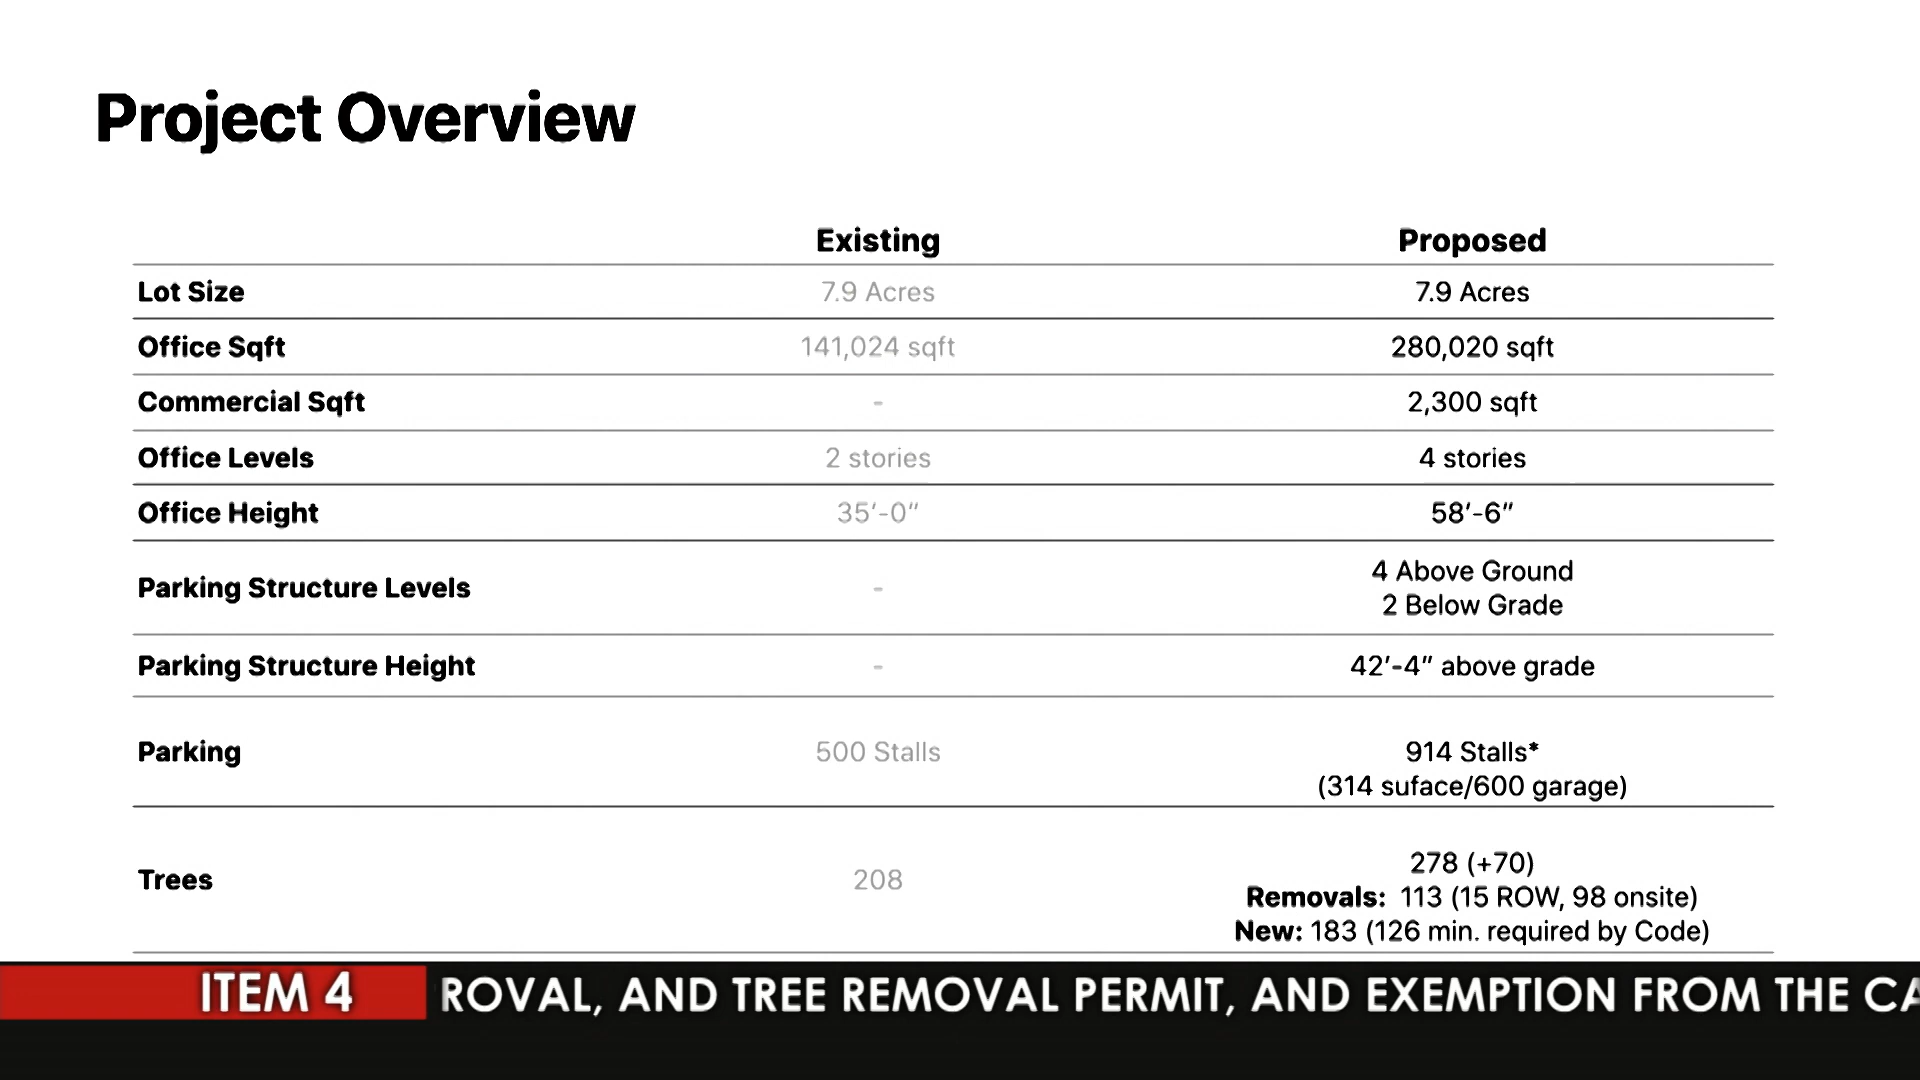 Project Overview
Existing Proposed
Lot Size 7.9 Acres 7.9 Acres
Office Sqft 141,024 sqft 280,020 sqft
Commercial Sqft - 2,300 sqft
Office Levels 2 stories 4 stories
Office Height 35'-0" 58'-6"
Parking Structure Levels - 4 Above Ground
2 Below Grade
Parking Structure Height - 42'-4" above grade
Parking 500 Stalls 914 Stalls*
(314 suface/600 garage)
Trees 208 278 (+70)
Removals: 113 (15 ROW, 98 onsite)
New: 183 (126 min. required by Code)
ITEM 4 ROVAL, AND TREE REMOVAL PERMIT, AND EXEMPTION FROM THE CA